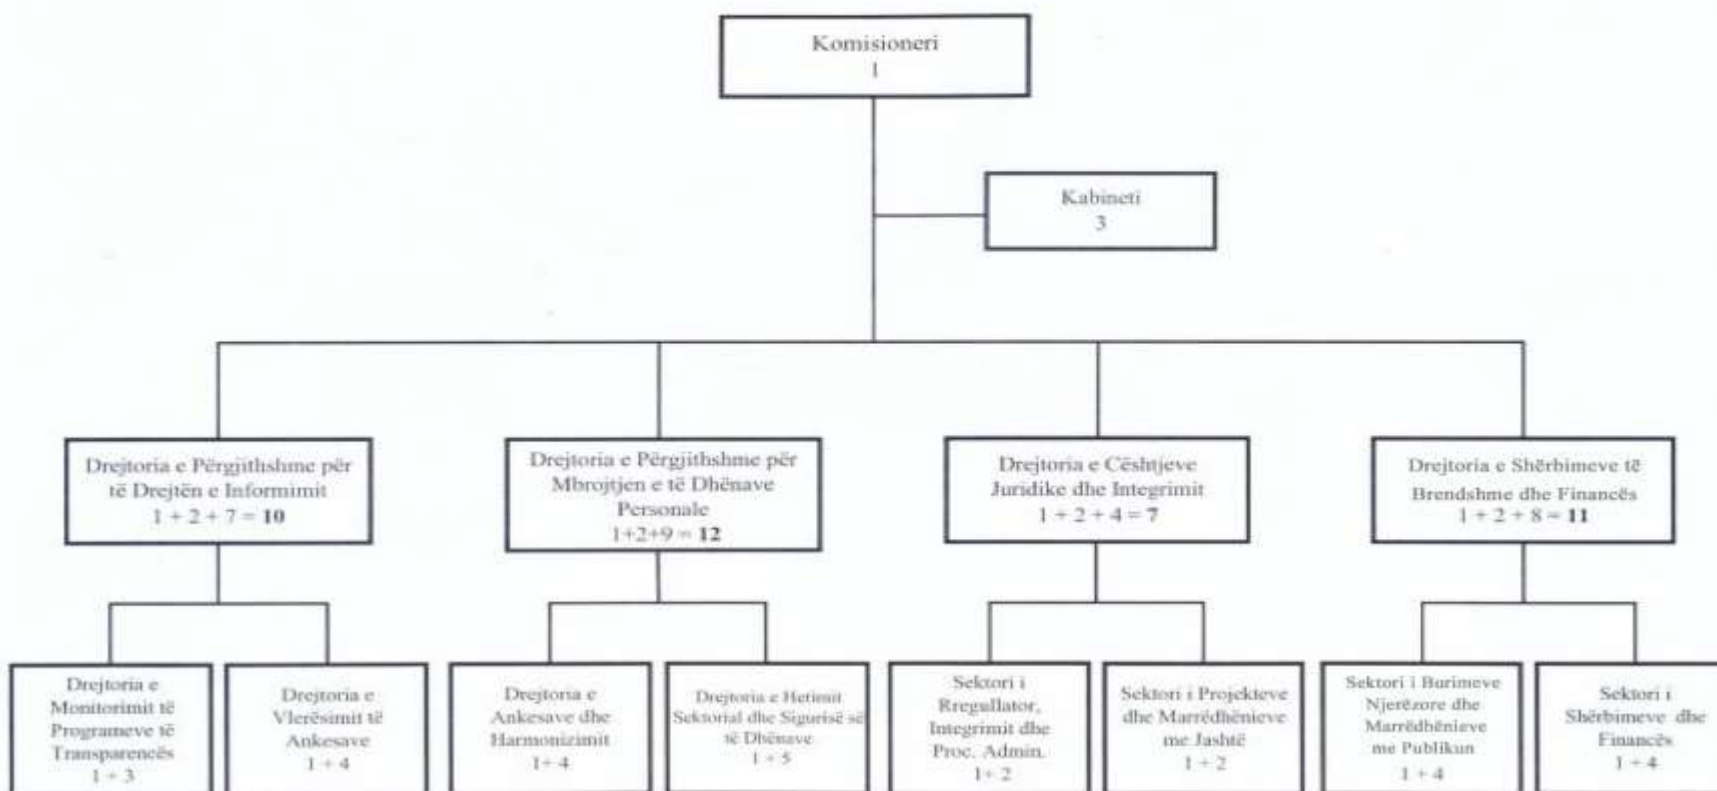 Komisioneri
1
Kabineti
3
Drejtoria e Përgjithshme për
të Drejtën e Informimit
1 + 2 + 7 = 10
Drejtoria e Përgjithshme për
Mbrojtjen e të Dhënave
Personale
1+2+9 = 12
Drejtoria e Cështjeve
Juridike dhe Integrimit
1 + 2 + 4 = 7
Drejtoria e Shërbimeve të
Brendshme dhe Financës
1 + 2 + 8 = 11
Drejtoria e
Monitorimit të
Programeve të
Transparencës
1 + 3
Drejtoria e
Vlerësimit të
Ankesave
1 + 4
Drejtoria e
Ankesave dhe
Harmonizimit
1+ 4
Drejtoria e Hetimit
Sektorial dhe Sigurisë së
të Dhënave
1 + 5
Sektori i
Rregullator,
Integrimit dhe
Proc. Admin.
1+ 2
Sektori i Projekteve
dhe Marrëdhënieve
me Jashtë
1 + 2
Sektori i Burimeve
Njerëzore dhe
Marrëdhënieve
me Publikun
1 + 4
Sektori i
Shërbimeve dhe
Financës
1 + 4